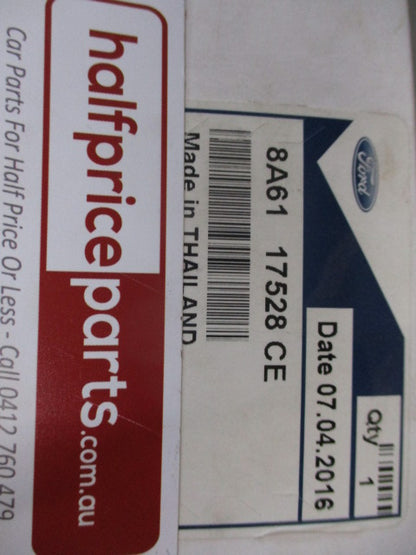 halfpriceparts.com.au
Car Parts For Half Price Or Less - Call 0412 760 479
Ford
8A61 17528 CE
Made in THAILAND
Date 07.04.2016
Qty 1